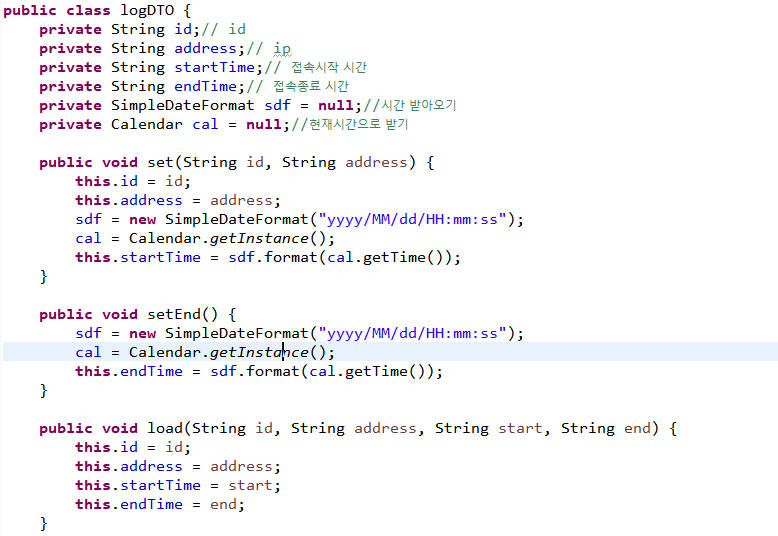 public class logDTO {
    private String id;// id
    private String address;// ip
    private String startTime;// 접속시작 시간
    private String endTime;// 접속종료 시간
    private SimpleDateFormat sdf = null;//시간 받아오기
    private Calendar cal = null;//현재시간으로 받기

    public void set(String id, String address) {
        this.id = id;
        this.address = address;
        sdf = new SimpleDateFormat("yyyy/MM/dd/HH:mm:ss");
        cal = Calendar.getInstance();
        this.startTime = sdf.format(cal.getTime());
    }

    public void setEnd() {
        sdf = new SimpleDateFormat("yyyy/MM/dd/HH:mm:ss");
        cal = Calendar.getInstance();
        this.endTime = sdf.format(cal.getTime());
    }

    public void load(String id, String address, String start, String end) {
        this.id = id;
        this.address = address;
        this.startTime = start;
        this.endTime = end;
    }